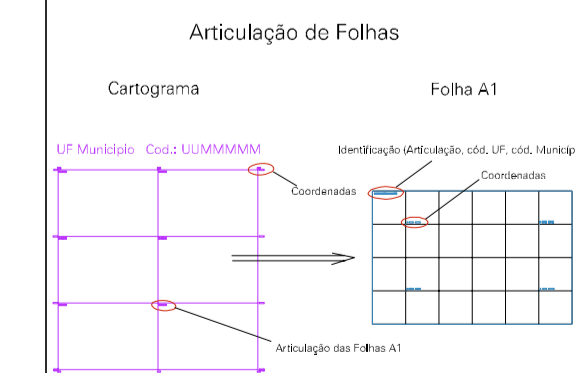 Articulação de Folhas
Cartograma
Folha A1
UF Municipio Cod.: UUMMMMM
Identificação (Articulação, cód. UF, cód. Municíp
Coordenadas
Coordenadas
Articulação das Folhas A1